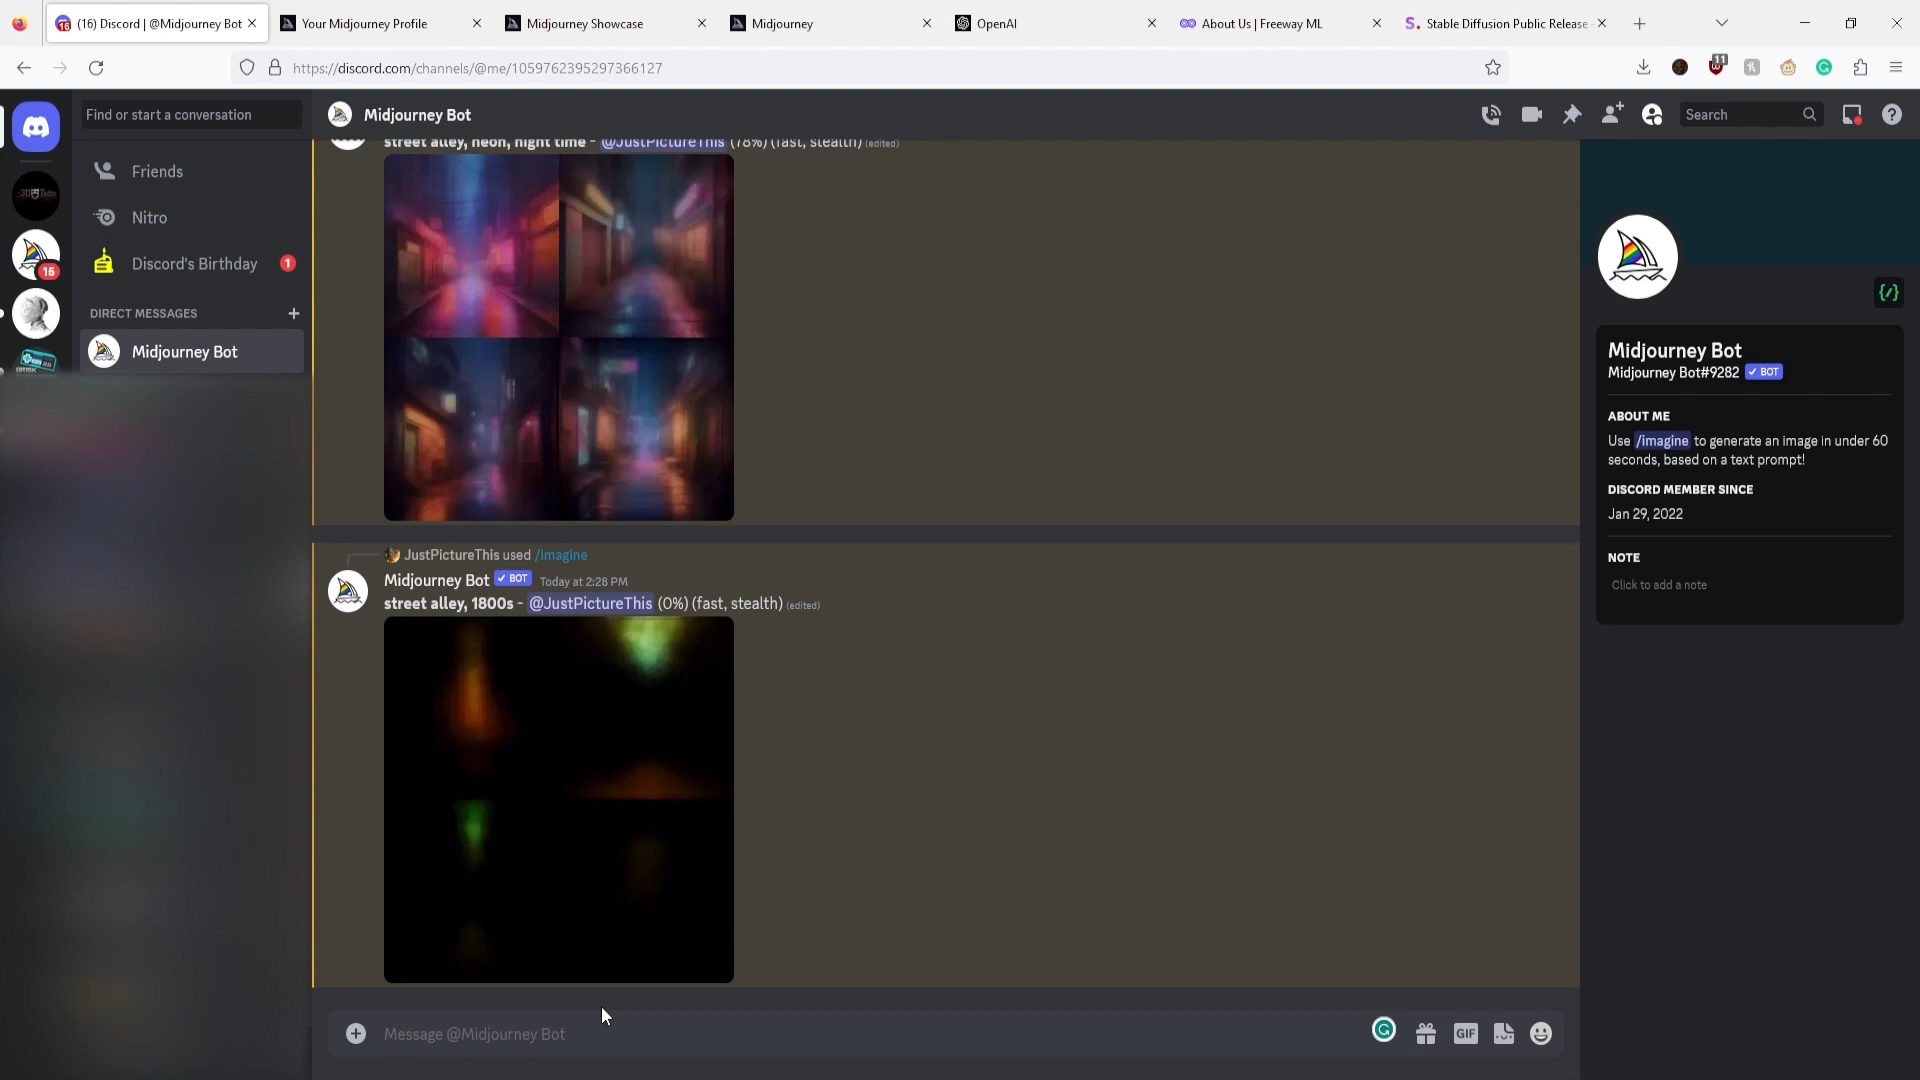 (16) Discord | @Midjourney Bot
Your Midjourney Profile
Midjourney Showcase
Midjourney
OpenAI
About Us | Freeway ML
Stable Diffusion Public Release
https://discord.com/channels/@me/1059762395297366127
11
Find or start a conversation
Midjourney Bot
Search
Friends
Nitro
Discord's Birthday
1
15
DIRECT MESSAGES
Midjourney Bot
street alley, neon, night time - @JustPictureThis (78%) (fast, stealth) (edited)
JustPictureThis used /imagine
Midjourney Bot BOT Today at 2:28 PM
street alley, 1800s - @JustPictureThis (0%) (fast, stealth) (edited)
Message @Midjourney Bot
GIF
Midjourney Bot
Midjourney Bot#9282 BOT
ABOUT ME
Use /imagine to generate an image in under 60
seconds, based on a text prompt!
DISCORD MEMBER SINCE
Jan 29, 2022
NOTE
Click to add a note